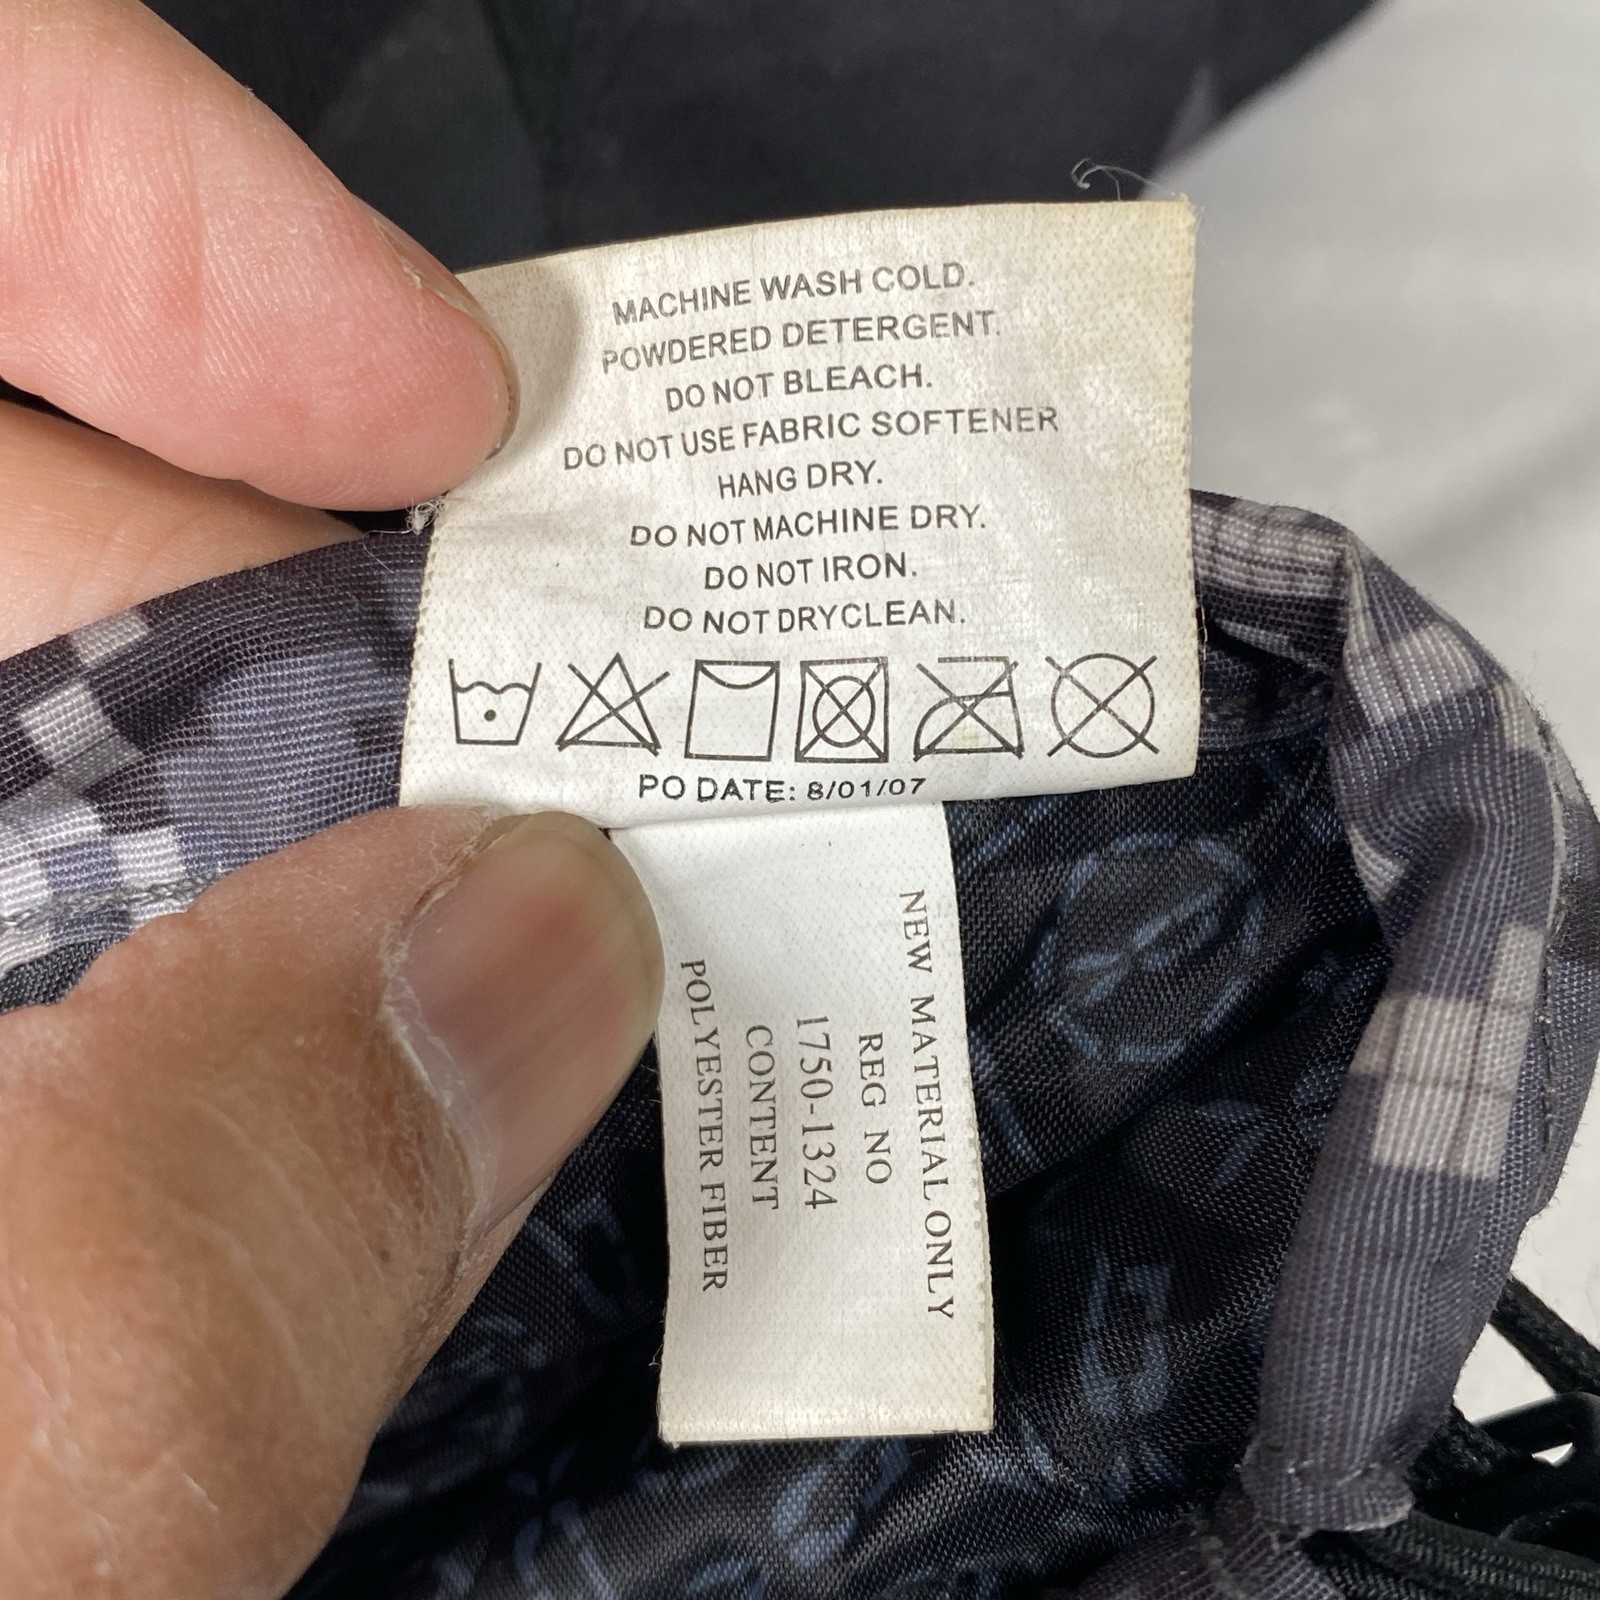 MACHINE WASH COLD.
POWDERED DETERGENT.
DO NOT BLEACH.
DO NOT USE FABRIC SOFTENER
HANG DRY.
DO NOT MACHINE DRY.
DO NOT IRON.
DO NOT DRYCLEAN.
PO DATE: 8/01/07
NEW MATERIAL ONLY
REG NO
1750-1324
CONTENT
POLYESTER FIBER